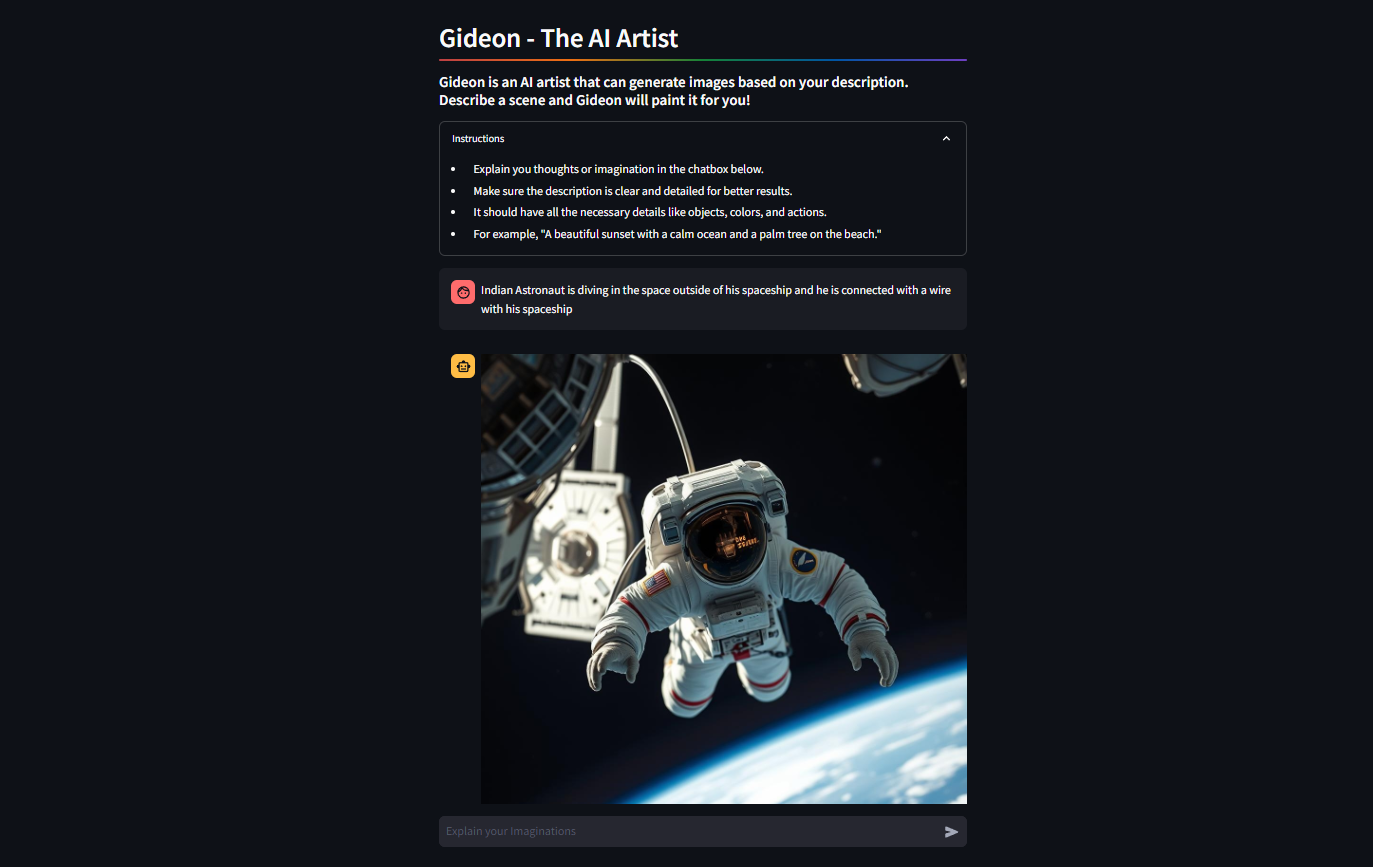 Gideon - The AI Artist
Gideon is an AI artist that can generate images based on your description.
Describe a scene and Gideon will paint it for you!
Instructions
Explain you thoughts or imagination in the chatbox below.
Make sure the description is clear and detailed for better results.
It should have all the necessary details like objects, colors, and actions.
For example, "A beautiful sunset with a calm ocean and a palm tree on the beach."
Indian Astronaut is diving in the space outside of his spaceship and he is connected with a wire
with his spaceship
Explain your Imaginations